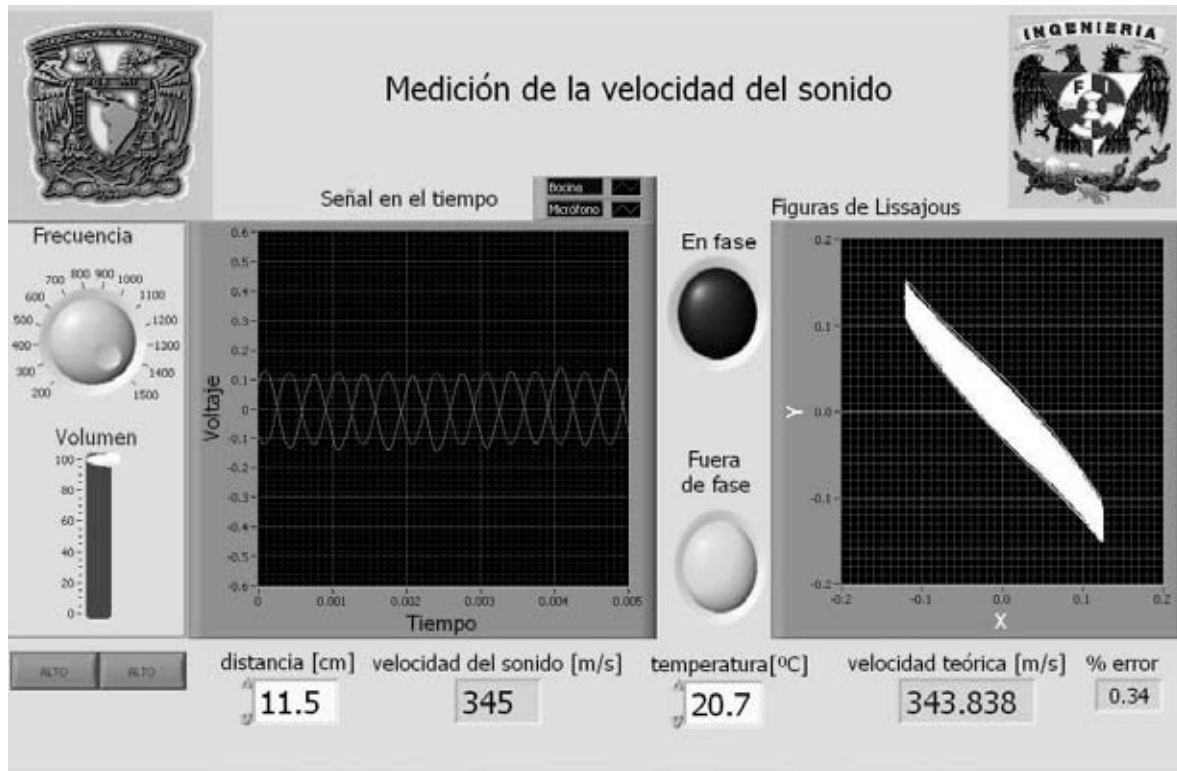 INGENIERIA
F I
Medición de la velocidad del sonido
Señal en el tiempo
Bocina
Micrófono
Figuras de Lissajous
Frecuencia
200
300
400
500
600
700
800
900
1000
1100
1200
1300
1400
1500
Volumen
100
80
60
40
20
0
Voltaje
0.6
0.5
0.4
0.3
0.2
0.1
0
-0.1
-0.2
-0.3
-0.4
-0.5
-0.6
0
0.001
0.002
0.003
0.004
0.005
Tiempo
En fase
Fuera
de fase
Y
0.2
0.1
0.0
-0.1
-0.2
-0.2
-0.1
0.0
0.1
0.2
X
ALTO
ALTO
distancia [cm]
11.5
velocidad del sonido [m/s]
345
temperatura[ºC]
20.7
velocidad teórica [m/s]
343.838
% error
0.34